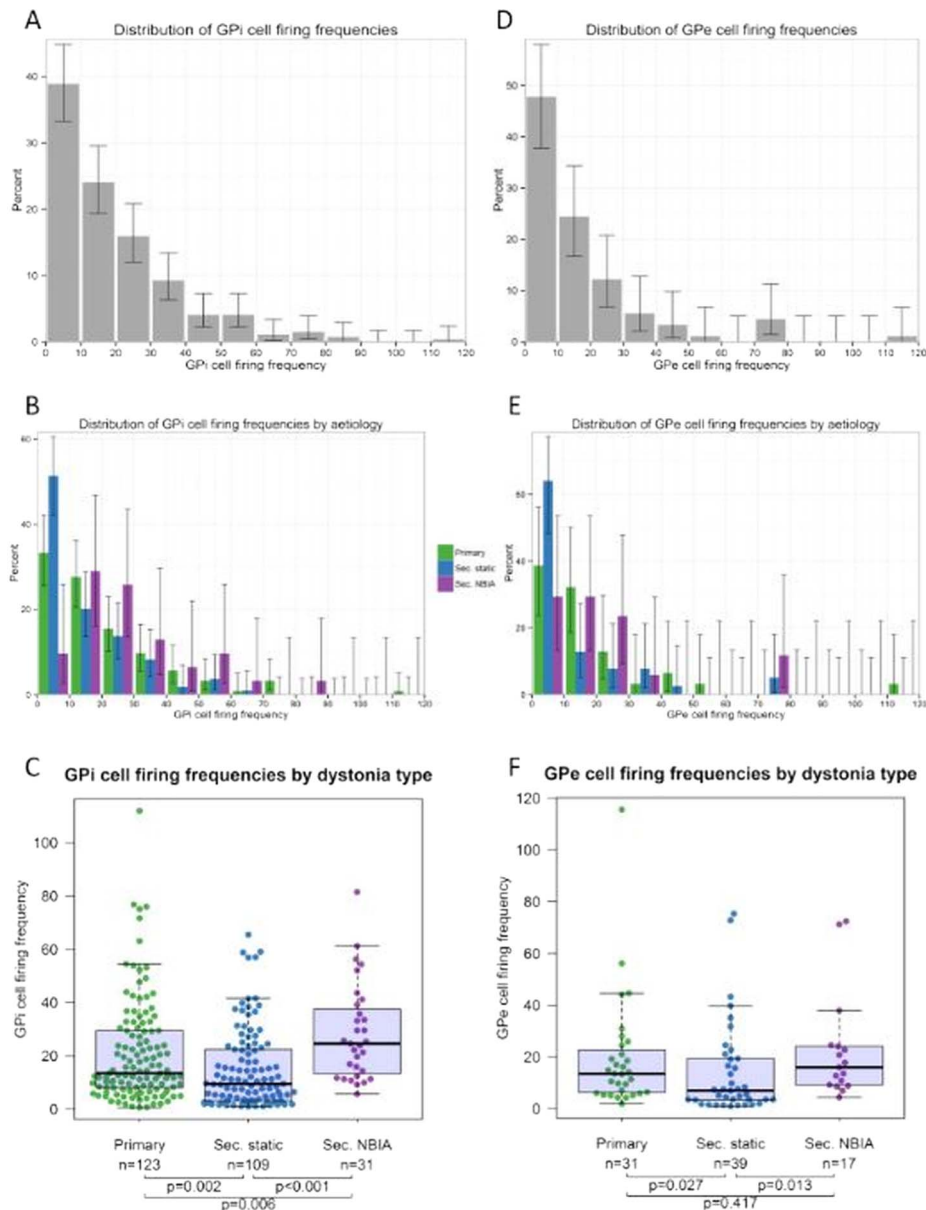 A
Distribution of GPi cell firing frequencies
Percent
40
30
20
10
0
0 10 20 30 40 50 60 70 80 90 100 110 120
GPi cell firing frequency
D
Distribution of GPe cell firing frequencies
Percent
50
40
30
20
10
0
0 10 20 30 40 50 60 70 80 90 100 110 120
GPe cell firing frequency
B
Distribution of GPi cell firing frequencies by aetiology
Percent
60
40
20
0
0 10 20 30 40 50 60 70 80 90 100 110 120
GPi cell firing frequency
Primary
Sec. static
Sec. NBIA
E
Distribution of GPe cell firing frequencies by aetiology
Percent
60
40
20
0
0 10 20 30 40 50 60 70 80 90 100 110 120
GPe cell firing frequency
C
GPi cell firing frequencies by dystonia type
GPi cell firing frequency
100
80
60
40
20
0
Primary Sec. static Sec. NBIA
n=123 n=109 n=31
p=0.002 p<0.001
p=0.006
F
GPe cell firing frequencies by dystonia type
GPe cell firing frequency
120
100
80
60
40
20
0
Primary Sec. static Sec. NBIA
n=31 n=39 n=17
p=0.027 p=0.013
p=0.417